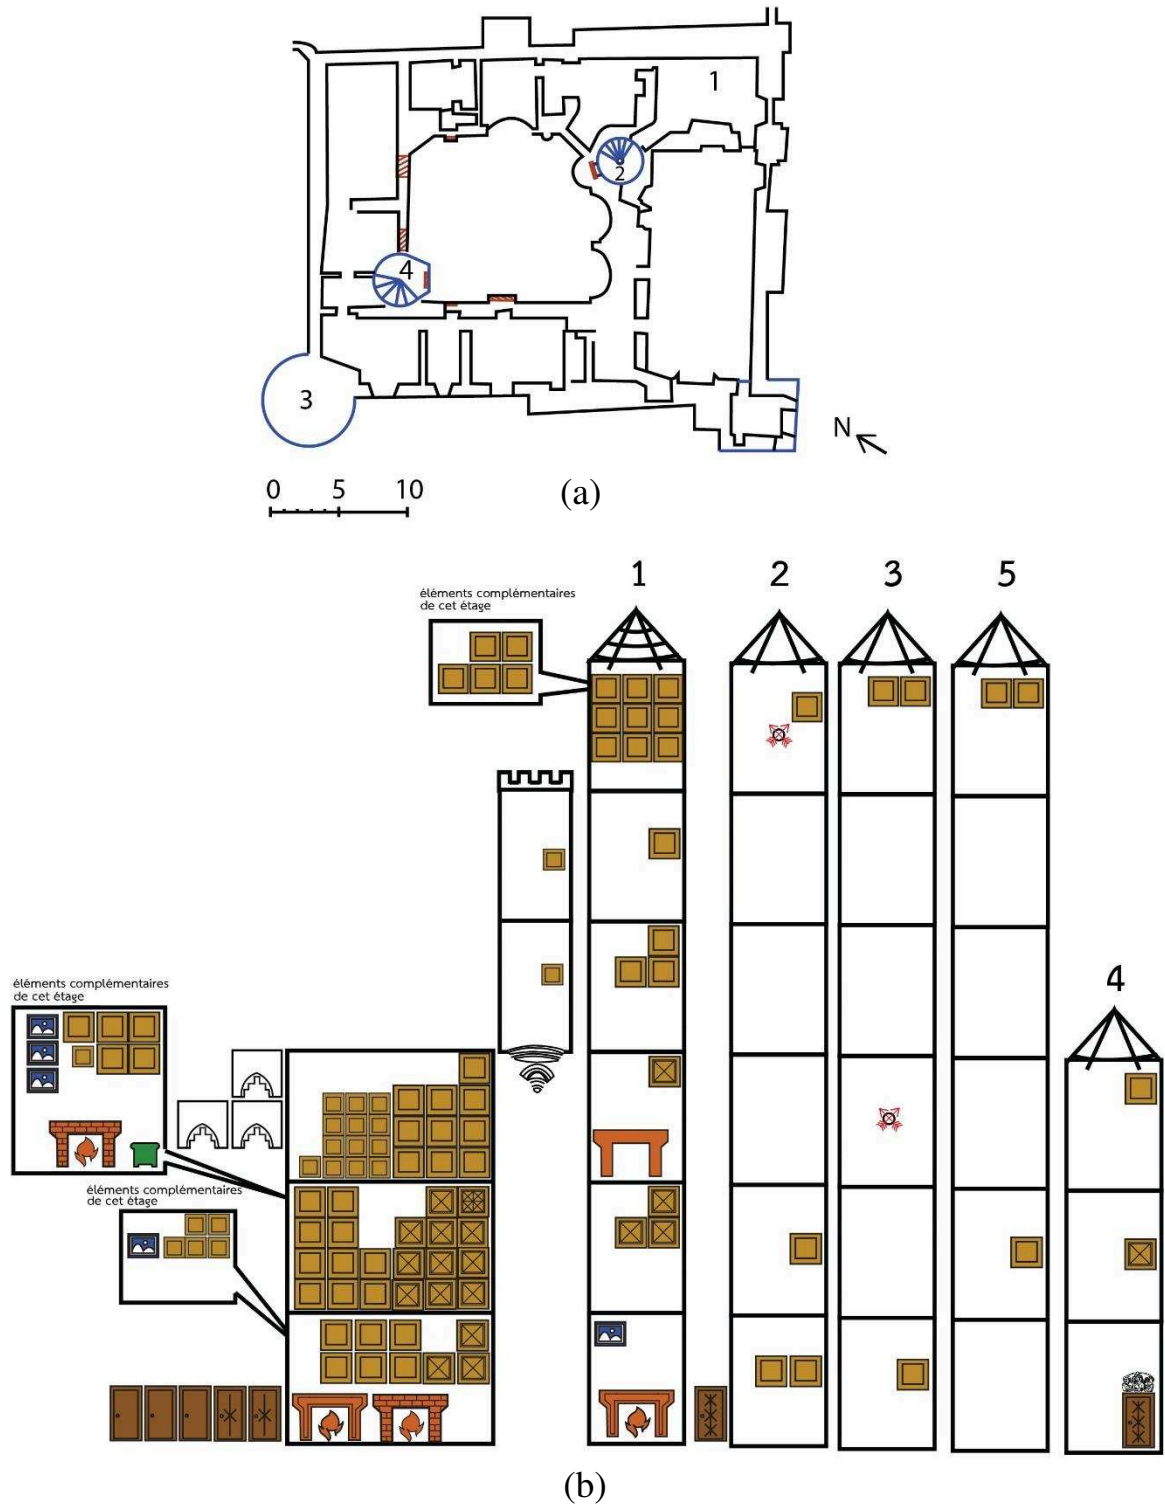 1
2
4
3
N
0 5 10
(a)
éléments complémentaires
de cet étage
1 2 3 5
éléments complémentaires
de cet étage
4
éléments complémentaires
de cet étage
(b)